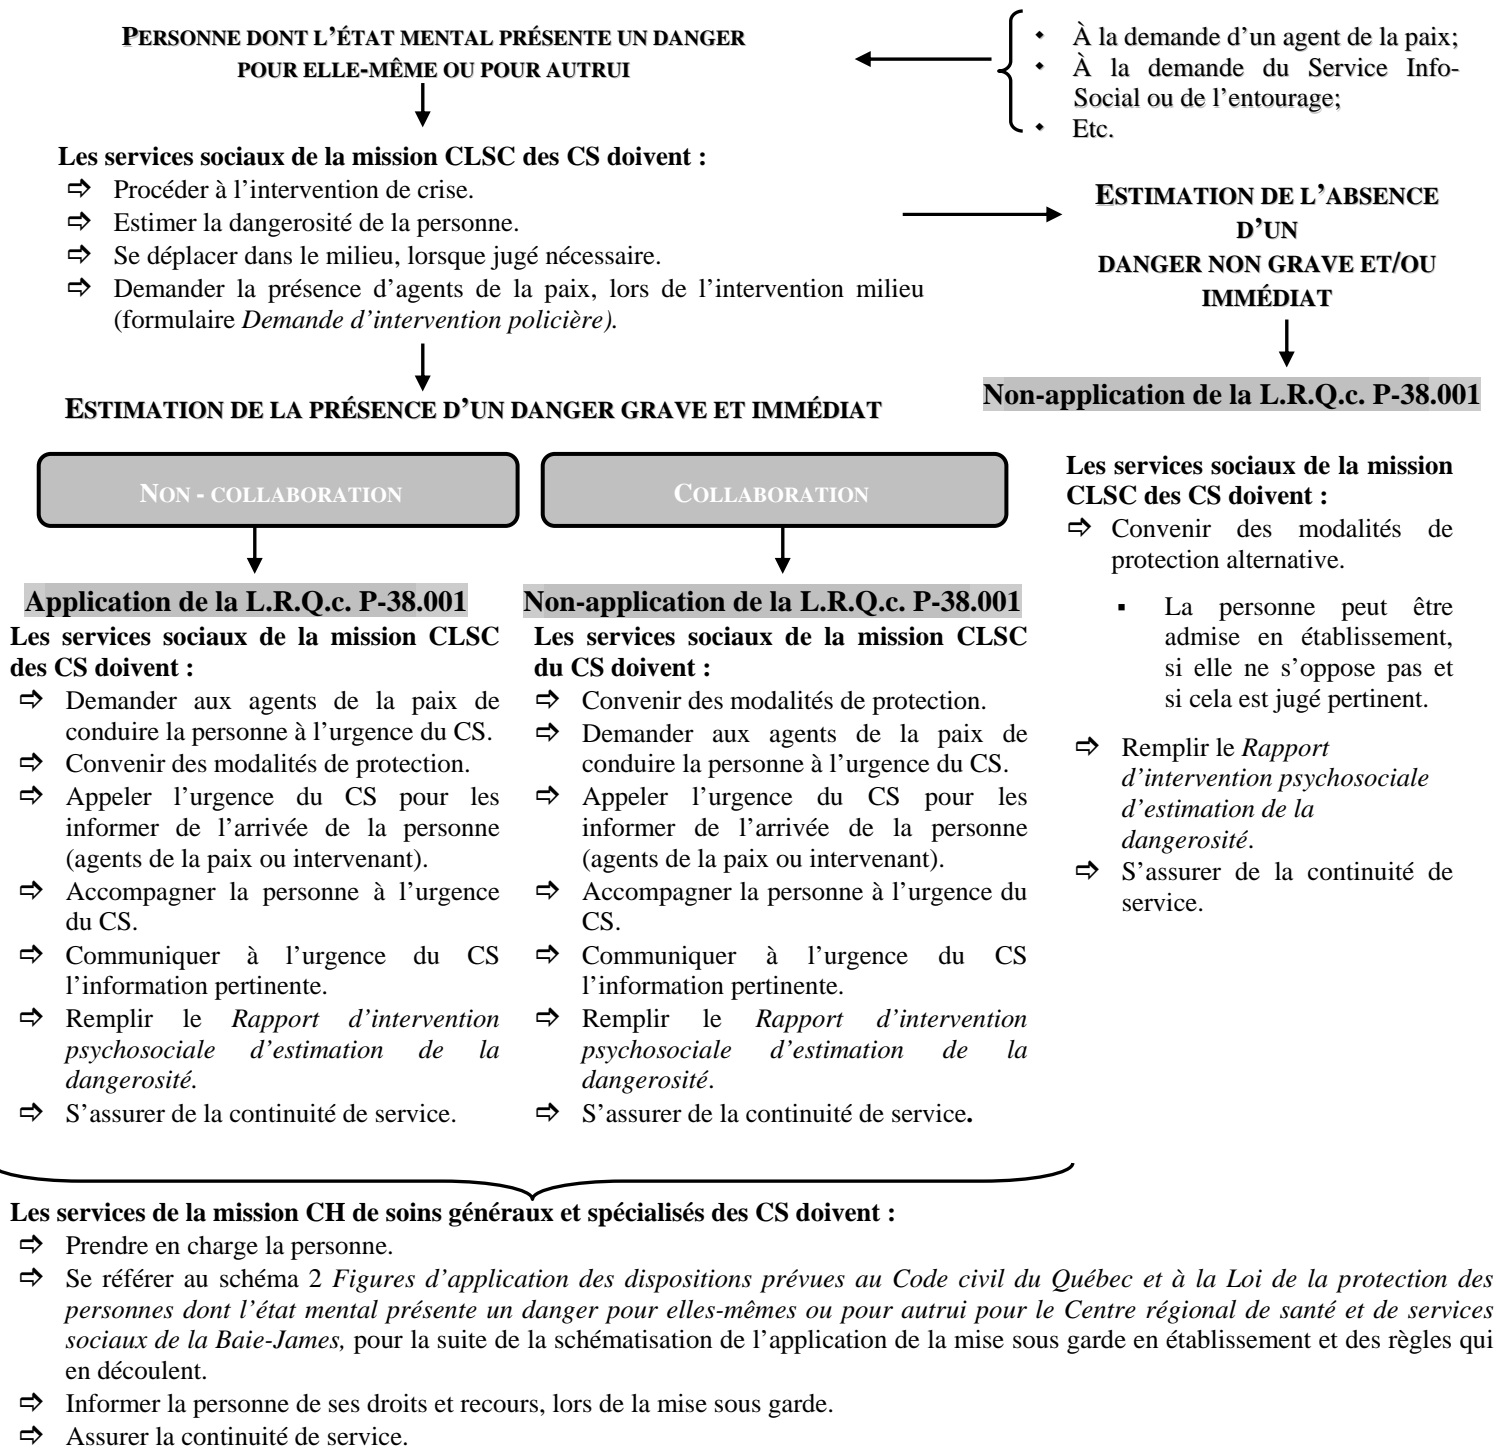 PERSONNE DONT L’ÉTAT MENTAL PRÉSENTE UN DANGER
POUR ELLE-MÊME OU POUR AUTRUI
À la demande d’un agent de la paix;
À la demande du Service Info-
Social ou de l’entourage;
Etc.
Les services sociaux de la mission CLSC des CS doivent :
Procéder à l’intervention de crise.
Estimer la dangerosité de la personne.
Se déplacer dans le milieu, lorsque jugé nécessaire.
Demander la présence d’agents de la paix, lors de l’intervention milieu
(formulaire Demande d’intervention policière).
ESTIMATION DE L’ABSENCE
D’UN
DANGER NON GRAVE ET/OU
IMMÉDIAT
Non-application de la L.R.Q.c. P-38.001
ESTIMATION DE LA PRÉSENCE D’UN DANGER GRAVE ET IMMÉDIAT
NON - COLLABORATION
Application de la L.R.Q.c. P-38.001
Les services sociaux de la mission CLSC
des CS doivent :
Demander aux agents de la paix de
conduire la personne à l’urgence du CS.
Convenir des modalités de protection.
Appeler l’urgence du CS pour les
informer de l’arrivée de la personne
(agents de la paix ou intervenant).
Accompagner la personne à l’urgence
du CS.
Communiquer à l’urgence du CS
l’information pertinente.
Remplir le Rapport d’intervention
psychosociale d’estimation de la
dangerosité.
S’assurer de la continuité de service.
COLLABORATION
Non-application de la L.R.Q.c. P-38.001
Les services sociaux de la mission CLSC
du CS doivent :
Convenir des modalités de protection.
Demander aux agents de la paix de
conduire la personne à l’urgence du CS.
Appeler l’urgence du CS pour les
informer de l’arrivée de la personne
(agents de la paix ou intervenant).
Accompagner la personne à l’urgence du
CS.
Communiquer à l’urgence du CS
l’information pertinente.
Remplir le Rapport d’intervention
psychosociale d’estimation de la
dangerosité.
S’assurer de la continuité de service.
Les services sociaux de la mission
CLSC des CS doivent :
Convenir des modalités de
protection alternative.
La personne peut être
admise en établissement,
si elle ne s’oppose pas et
si cela est jugé pertinent.
Remplir le Rapport
d’intervention psychosociale
d’estimation de la
dangerosité.
S’assurer de la continuité de
service.
Les services de la mission CH de soins généraux et spécialisés des CS doivent :
Prendre en charge la personne.
Se référer au schéma 2 Figures d’application des dispositions prévues au Code civil du Québec et à la Loi de la protection des
personnes dont l’état mental présente un danger pour elles-mêmes ou pour autrui pour le Centre régional de santé et de services
sociaux de la Baie-James, pour la suite de la schématisation de l’application de la mise sous garde en établissement et des règles qui
en découlent.
Informer la personne de ses droits et recours, lors de la mise sous garde.
Assurer la continuité de service.